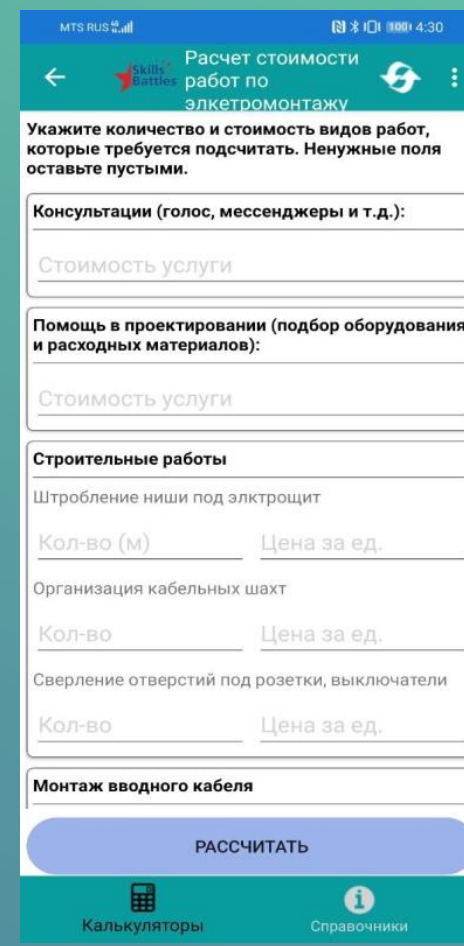 MTS RUS 4G 100 4:30
Skills Battles
Расчет стоимости
работ по
элкетромонтажу
Укажите количество и стоимость видов работ,
которые требуется подсчитать. Ненужные поля
оставьте пустыми.
Консультации (голос, мессенджеры и т.д.):
Стоимость услуги
Помощь в проектировании (подбор оборудования
и расходных материалов):
Стоимость услуги
Строительные работы
Штробление ниши под элктрощит
Кол-во (м) Цена за ед.
Организация кабельных шахт
Кол-во Цена за ед.
Сверление отверстий под розетки, выключатели
Кол-во Цена за ед.
Монтаж вводного кабеля
РАССЧИТАТЬ
Калькуляторы Справочники